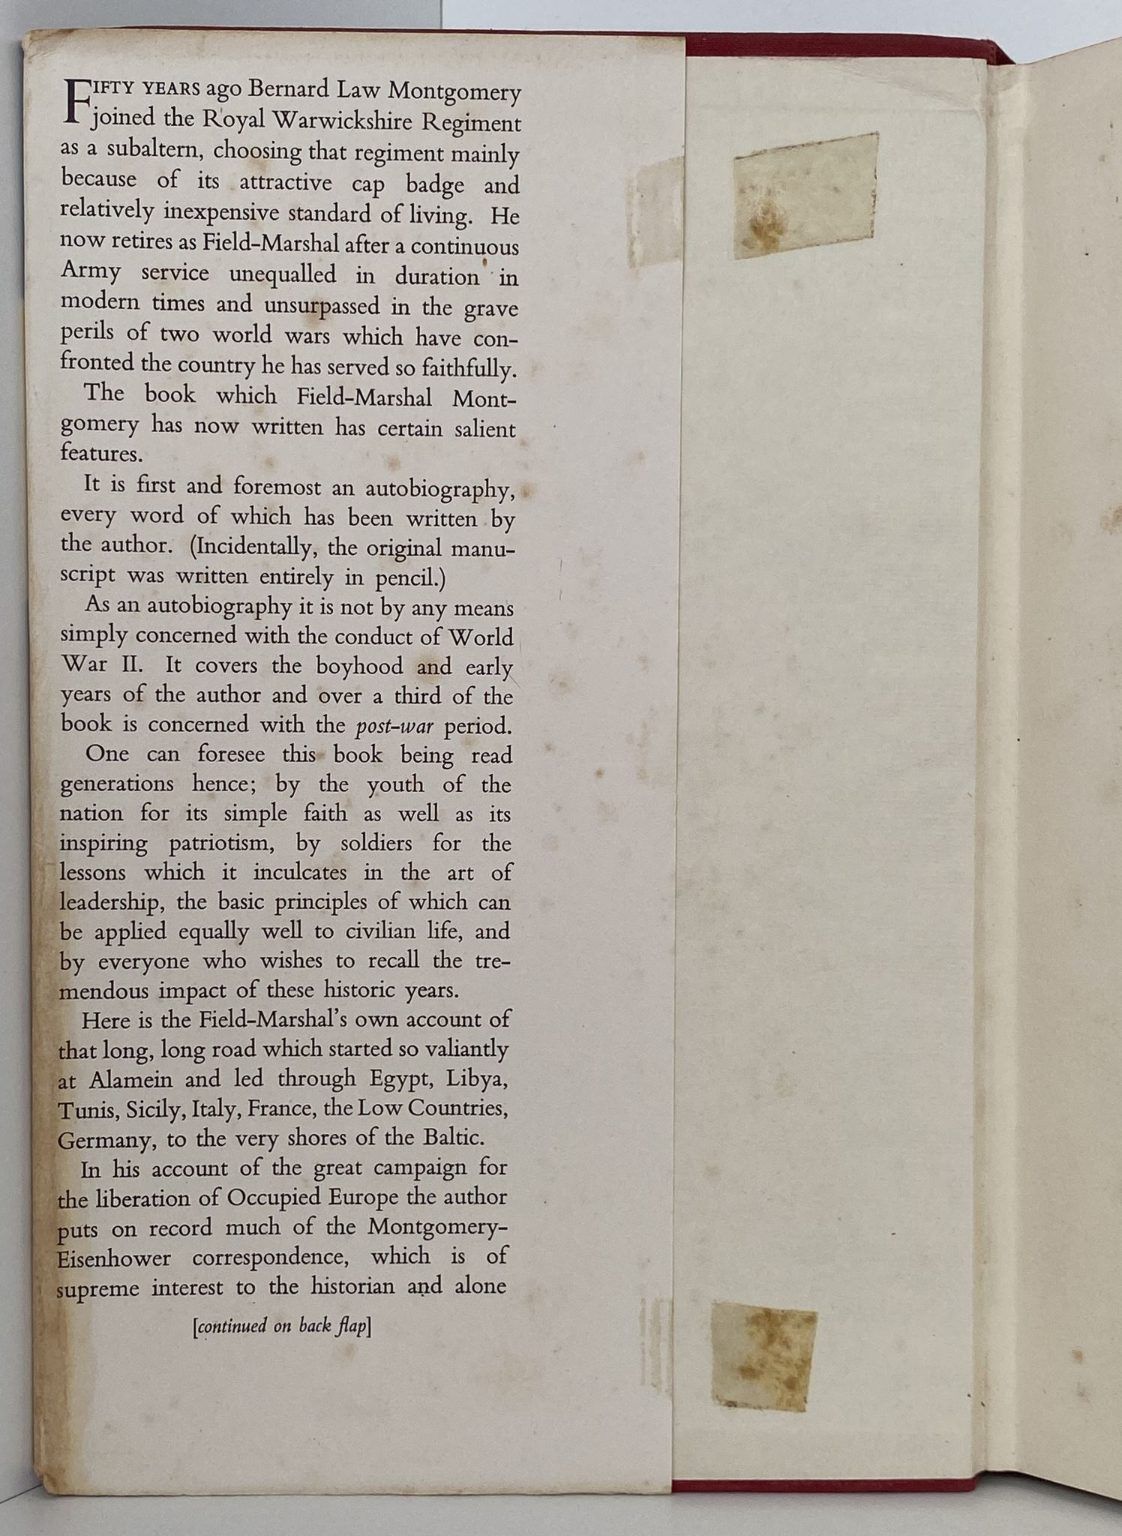 FIFTY YEARS ago Bernard Law Montgomery
joined the Royal Warwickshire Regiment
as a subaltern, choosing that regiment mainly
because of its attractive cap badge and
relatively inexpensive standard of living. He
now retires as Field-Marshal after a continuous
Army service unequalled in duration in
modern times and unsurpassed in the grave
perils of two world wars which have con-
fronted the country he has served so faithfully.
The book which Field-Marshal Mont-
gomery has now written has certain salient
features.
It is first and foremost an autobiography,
every word of which has been written by
the author. (Incidentally, the original manu-
script was written entirely in pencil.)
As an autobiography it is not by any means
simply concerned with the conduct of World
War II. It covers the boyhood and early
years of the author and over a third of the
book is concerned with the post-war period.
One can foresee this book being read
generations hence; by the youth of the
nation for its simple faith as well as its
inspiring patriotism, by soldiers for the
lessons which it inculcates in the art of
leadership, the basic principles of which can
be applied equally well to civilian life, and
by everyone who wishes to recall the tre-
mendous impact of these historic years.
Here is the Field-Marshal's own account of
that long, long road which started so valiantly
at Alamein and led through Egypt, Libya,
Tunis, Sicily, Italy, France, the Low Countries,
Germany, to the very shores of the Baltic.
In his account of the great campaign for
the liberation of Occupied Europe the author
puts on record much of the Montgomery-
Eisenhower correspondence, which is of
supreme interest to the historian and alone
[continued on back flap]